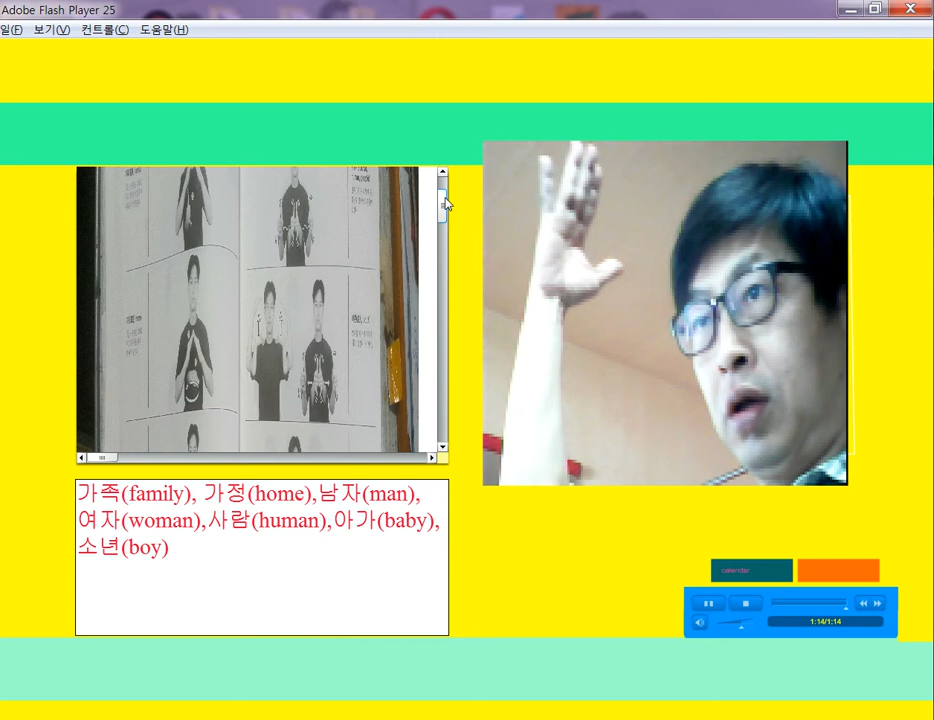 Adobe Flash Player 25
일(F) 보기(V) 컨트롤(C) 도움말(H)
가족(family), 가정(home),남자(man),
여자(woman),사람(human),아가(baby),
소년(boy)
calendar
1:14/1:14